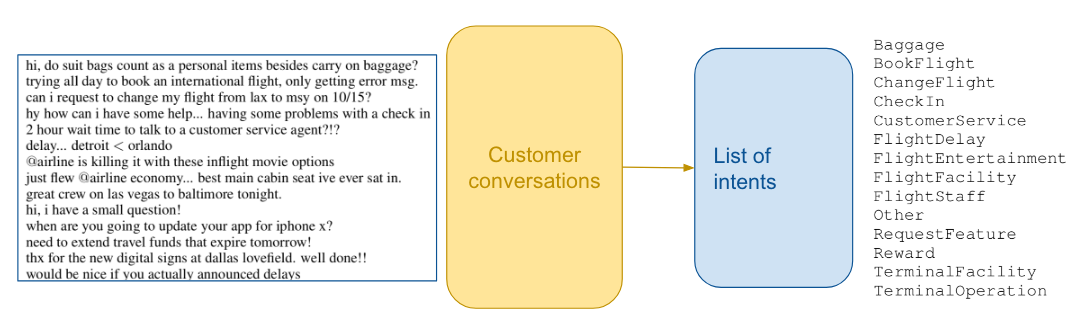 hi, do suit bags count as a personal items besides carry on baggage?
trying all day to book an international flight, only getting error msg.
can i request to change my flight from lax to msy on 10/15?
hy how can i have some help... having some problems with a check in
2 hour wait time to talk to a customer service agent?!?
delay... detroit < orlando
@airline is killing it with these inflight movie options
just flew @airline economy... best main cabin seat ive ever sat in.
great crew on las vegas to baltimore tonight.
hi, i have a small question!
when are you going to update your app for iphone x?
need to extend travel funds that expire tomorrow!
thx for the new digital signs at dallas lovefield. well done!!
would be nice if you actually announced delays
Customer
conversations
List of
intents
Baggage
BookFlight
ChangeFlight
CheckIn
CustomerService
FlightDelay
FlightEntertainment
FlightFacility
FlightStaff
Other
RequestFeature
Reward
TerminalFacility
TerminalOperation